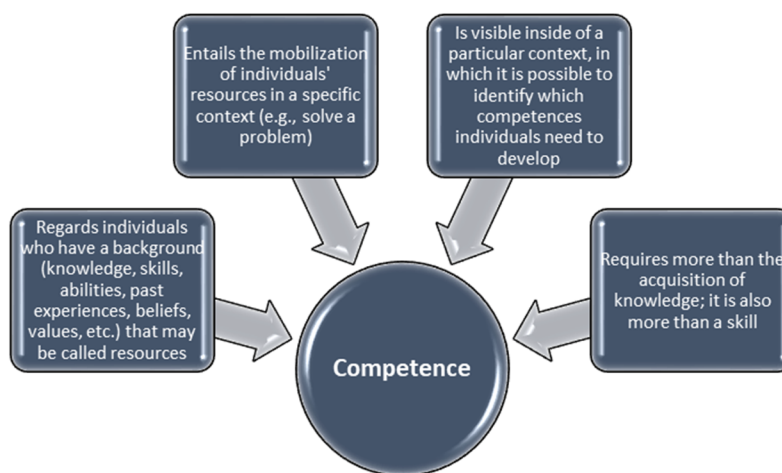 Entails the mobilization
of individuals'
resources in a specific
context (e.g., solve a
problem)
Is visible inside of a
particular context, in
which it is possible to
identify which
competences
individuals need to
develop
Regards individuals
who have a background
(knowledge, skills,
abilities, past
experiences, beliefs,
values, etc.) that may
be called resources
Requires more than the
acquisition of
knowledge; it is also
more than a skill
Competence